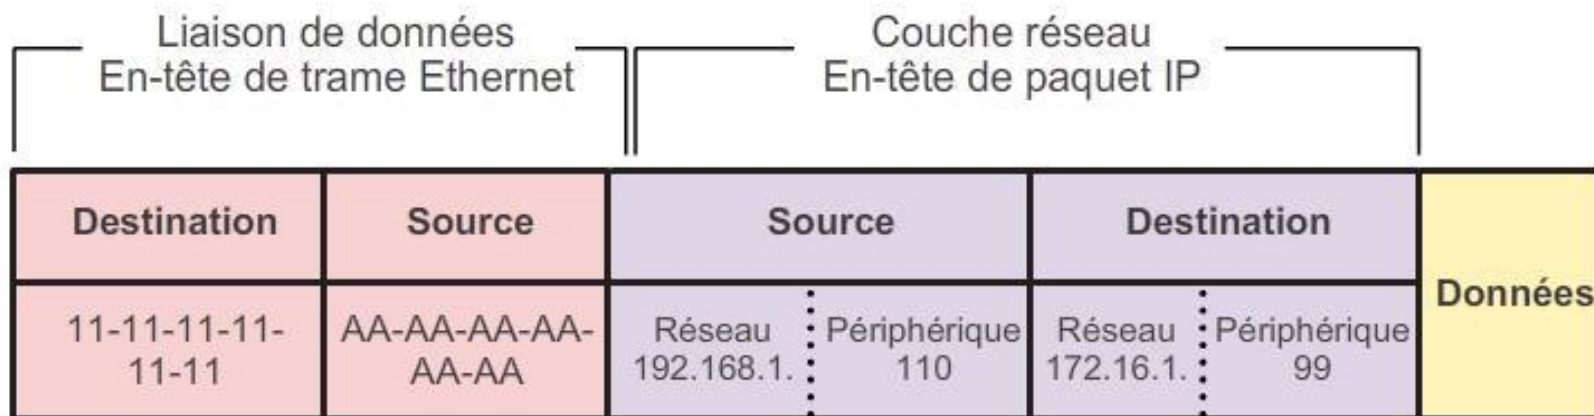 Liaison de données
En-tête de trame Ethernet
Couche réseau
En-tête de paquet IP
Destination
Source
Source
Destination
Données
11-11-11-11-
11-11
AA-AA-AA-AA-
AA-AA
Réseau
192.168.1.
Périphérique
110
Réseau
172.16.1.
Périphérique
99